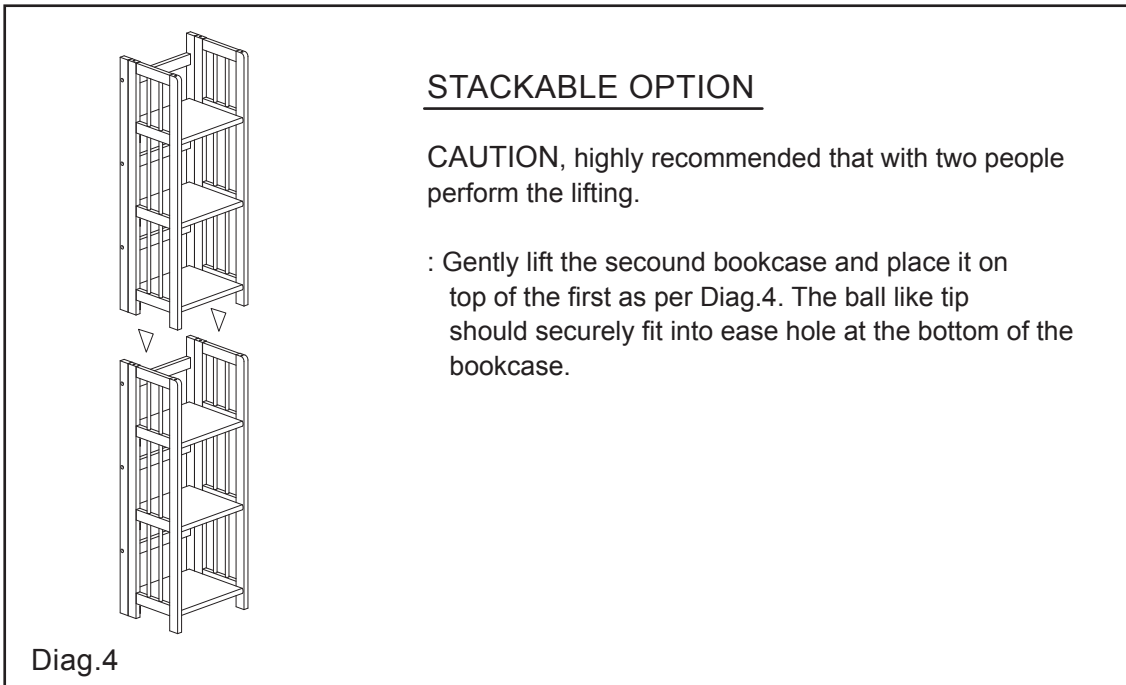 STACKABLE OPTION
CAUTION, highly recommended that with two people
perform the lifting.
: Gently lift the secound bookcase and place it on
top of the first as per Diag.4. The ball like tip
should securely fit into ease hole at the bottom of the
bookcase.
Diag.4